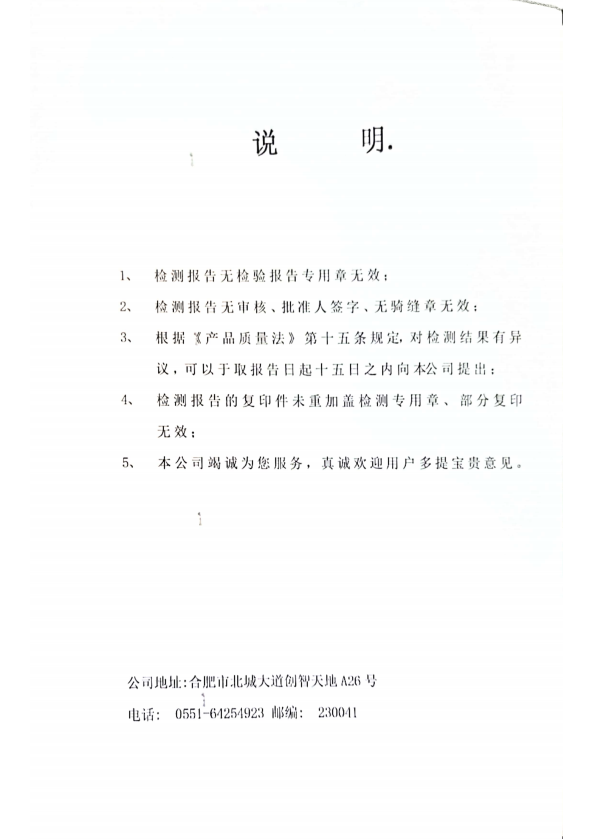 说 明.
1、 检测报告无检验报告专用章无效；
2、 检测报告无审核、批准人签字、无骑缝章无效；
3、 根据《产品质量法》第十五条规定,对检测结果有异
议，可以于取报告日起十五日之内向本公司提出；
4、 检测报告的复印件未重加盖检测专用章、部分复印
无效；
5、 本公司竭诚为您服务，真诚欢迎用户多提宝贵意见。
公司地址:合肥市北城大道创智天地 A26 号
电话: 0551-64254923 邮编: 230041